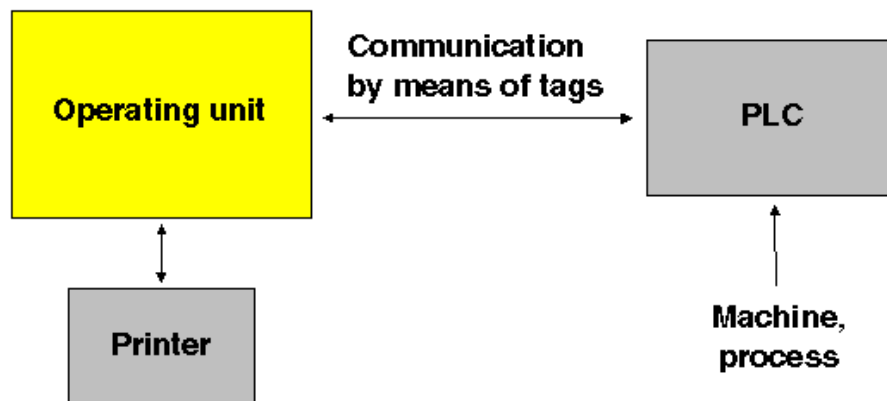 Communication
by means of tags
Operating unit
PLC
Printer
Machine,
process